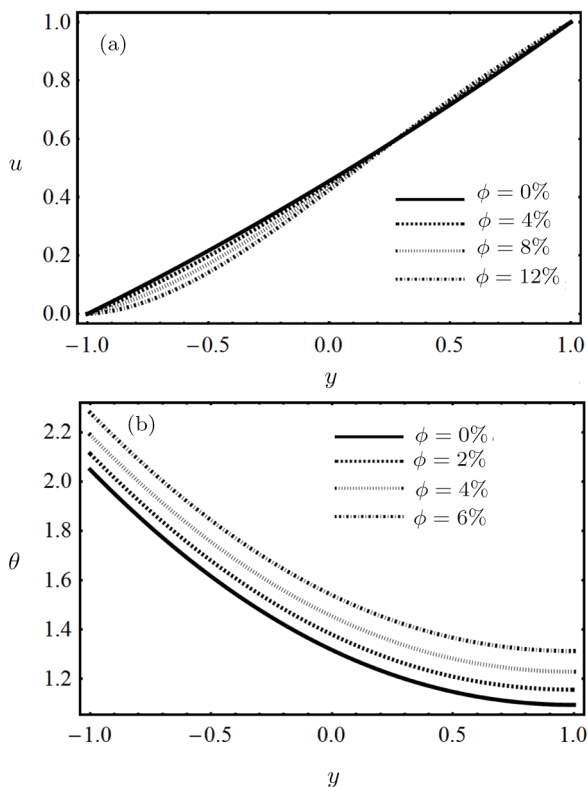 1.0
(a)
0.8
0.6
u
0.4
ϕ = 0%
ϕ = 4%
0.2
ϕ = 8%
ϕ = 12%
0.0
−1.0 −0.5 0.0 0.5 1.0
y
(b)
2.2
ϕ = 0%
ϕ = 2%
2.0
ϕ = 4%
ϕ = 6%
1.8
θ
1.6
1.4
1.2
−1.0 −0.5 0.0 0.5 1.0
y